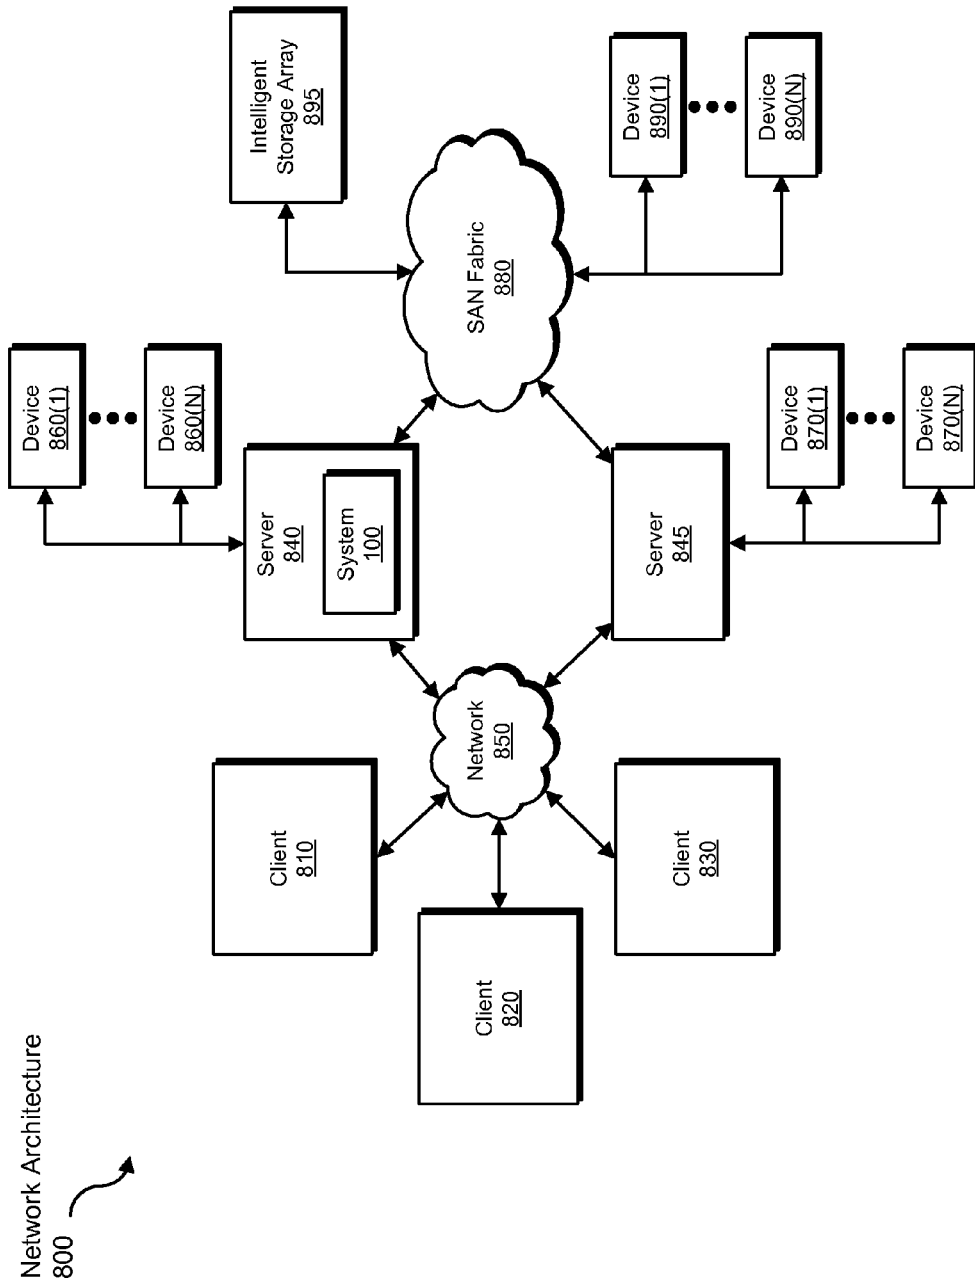 Network Architecture
800
Client
810
Client
820
Client
830
Network
850
Server
840
System
100
Server
845
Device
860(1)
Device
860(N)
Device
870(1)
Device
870(N)
SAN Fabric
880
Intelligent
Storage Array
895
Device
890(1)
Device
890(N)